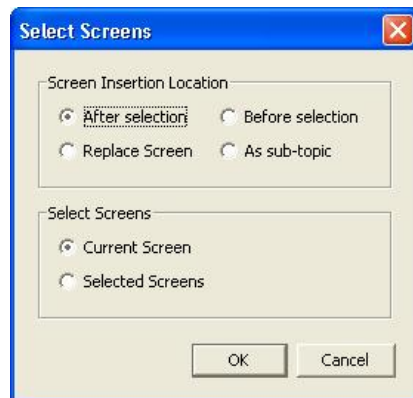 Select Screens
Screen Insertion Location
After selection Before selection
Replace Screen As sub-topic
Select Screens
Current Screen
Selected Screens
OK Cancel